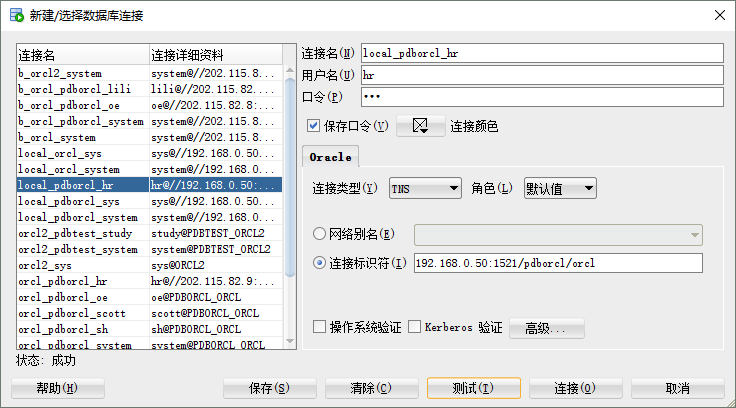 新建/选择数据库连接
连接名 连接详细资料
b_orcl2_system system@//202.115.8...
b_orcl_pdborcl_lili lili@//202.115.82....
b_orcl_pdborcl_oe oe@//202.115.82.8:...
b_orcl_pdborcl_system system@//202.115.8...
b_orcl_system system@//202.115.8...
local_orcl_sys sys@//192.168.0.50...
local_orcl_system system@//192.168.0...
local_pdborcl_hr hr@//192.168.0.50:...
local_pdborcl_sys sys@//192.168.0.50...
local_pdborcl_system system@//192.168.0...
orcl2_pdbtest_study study@PDBTEST_ORCL2
orcl2_pdbtest_system system@PDBTEST_ORCL2
orcl2_sys sys@ORCL2
orcl_pdborcl_hr hr@//202.115.82.9:...
orcl_pdborcl_oe oe@PDBORCL_ORCL
orcl_pdborcl_scott scott@PDBORCL_ORCL
orcl_pdborcl_sh sh@PDBORCL_ORCL
orcl_pdborcl_system system@PDBORCL_ORCL
连接名(N) local_pdborcl_hr
用户名(U) hr
口令(P) •••
保存口令(V) 连接颜色
Oracle
连接类型(Y) TNS 角色(L) 默认值
网络别名(E)
连接标识符(I) 192.168.0.50:1521/pdborcl/orcl
操作系统验证 Kerberos 验证 高级...
状态: 成功
帮助(H) 保存(S) 清除(C) 测试(T) 连接(O) 取消